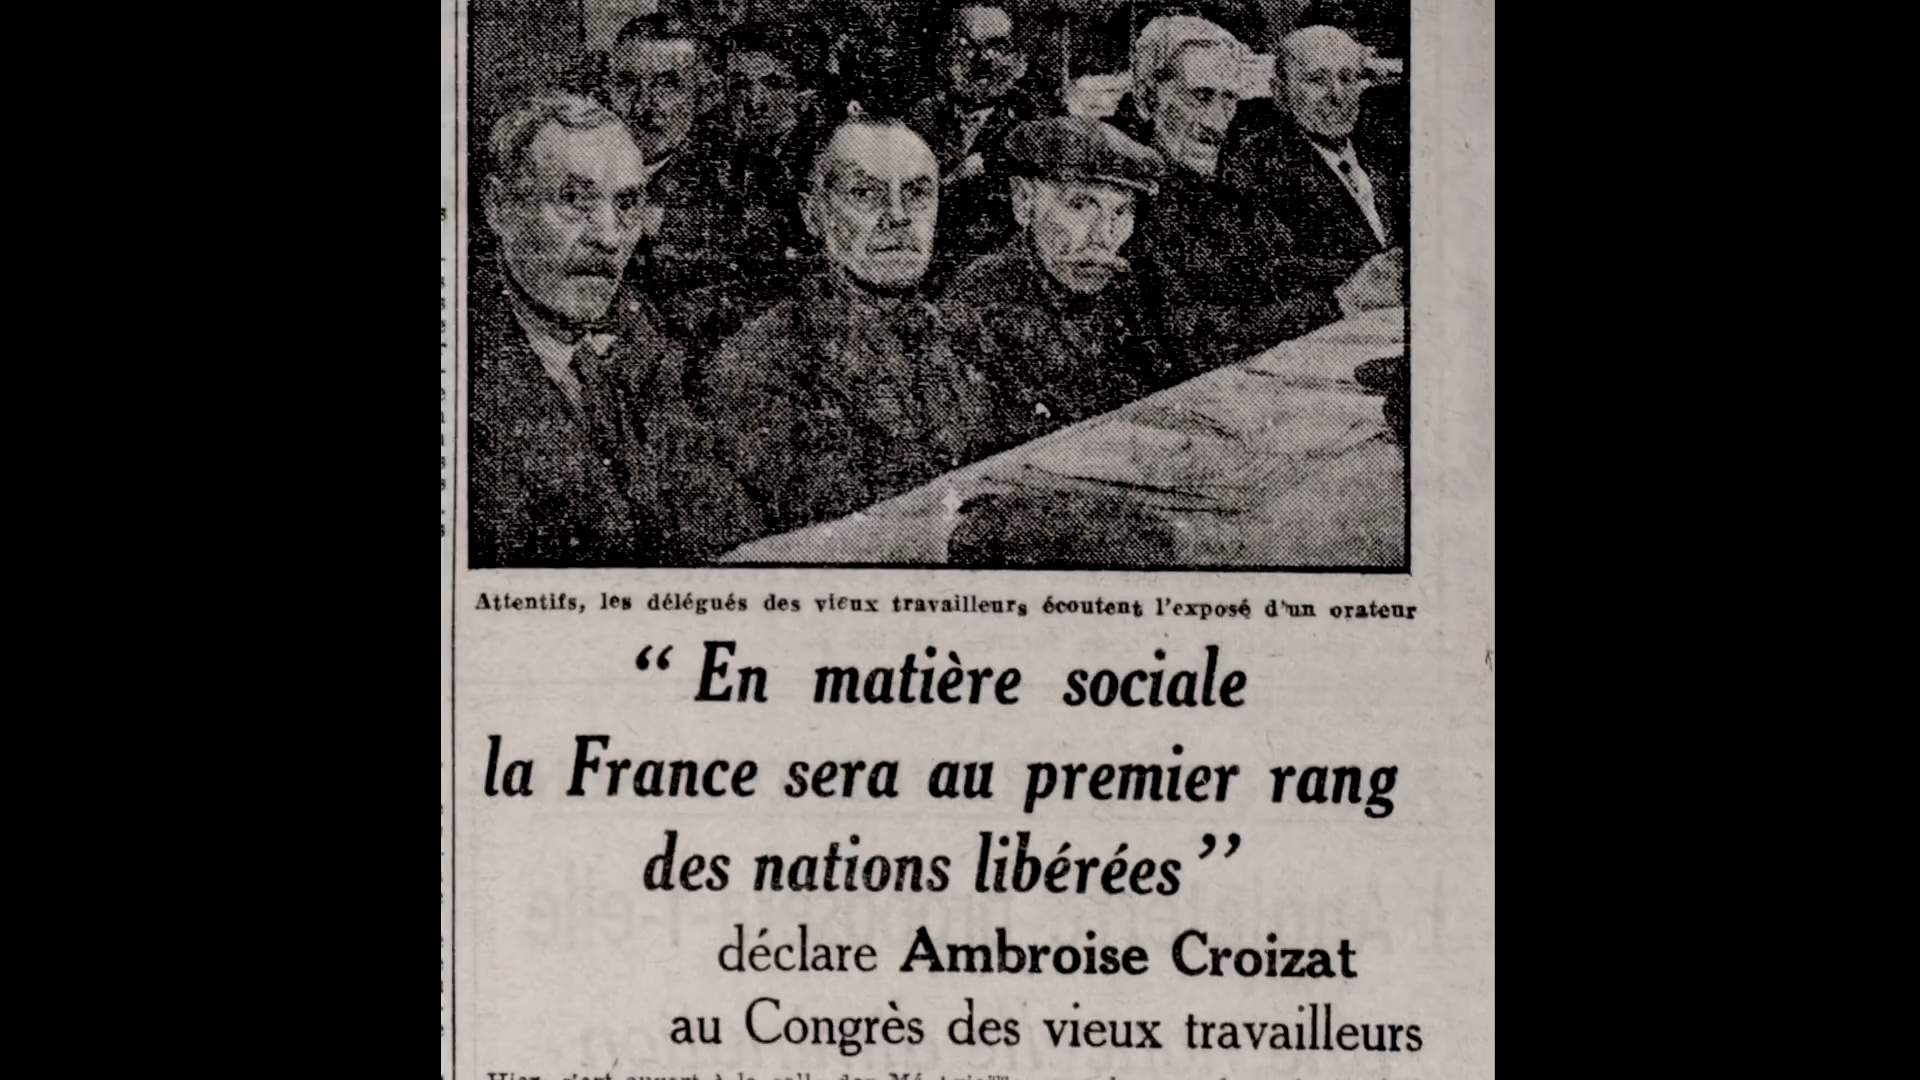 Attentifs, les délégués des vieux travailleurs écoutent l'exposé d'un orateur
“ En matière sociale
la France sera au premier rang
des nations libérées ”
déclare Ambroise Croizat
au Congrès des vieux travailleurs